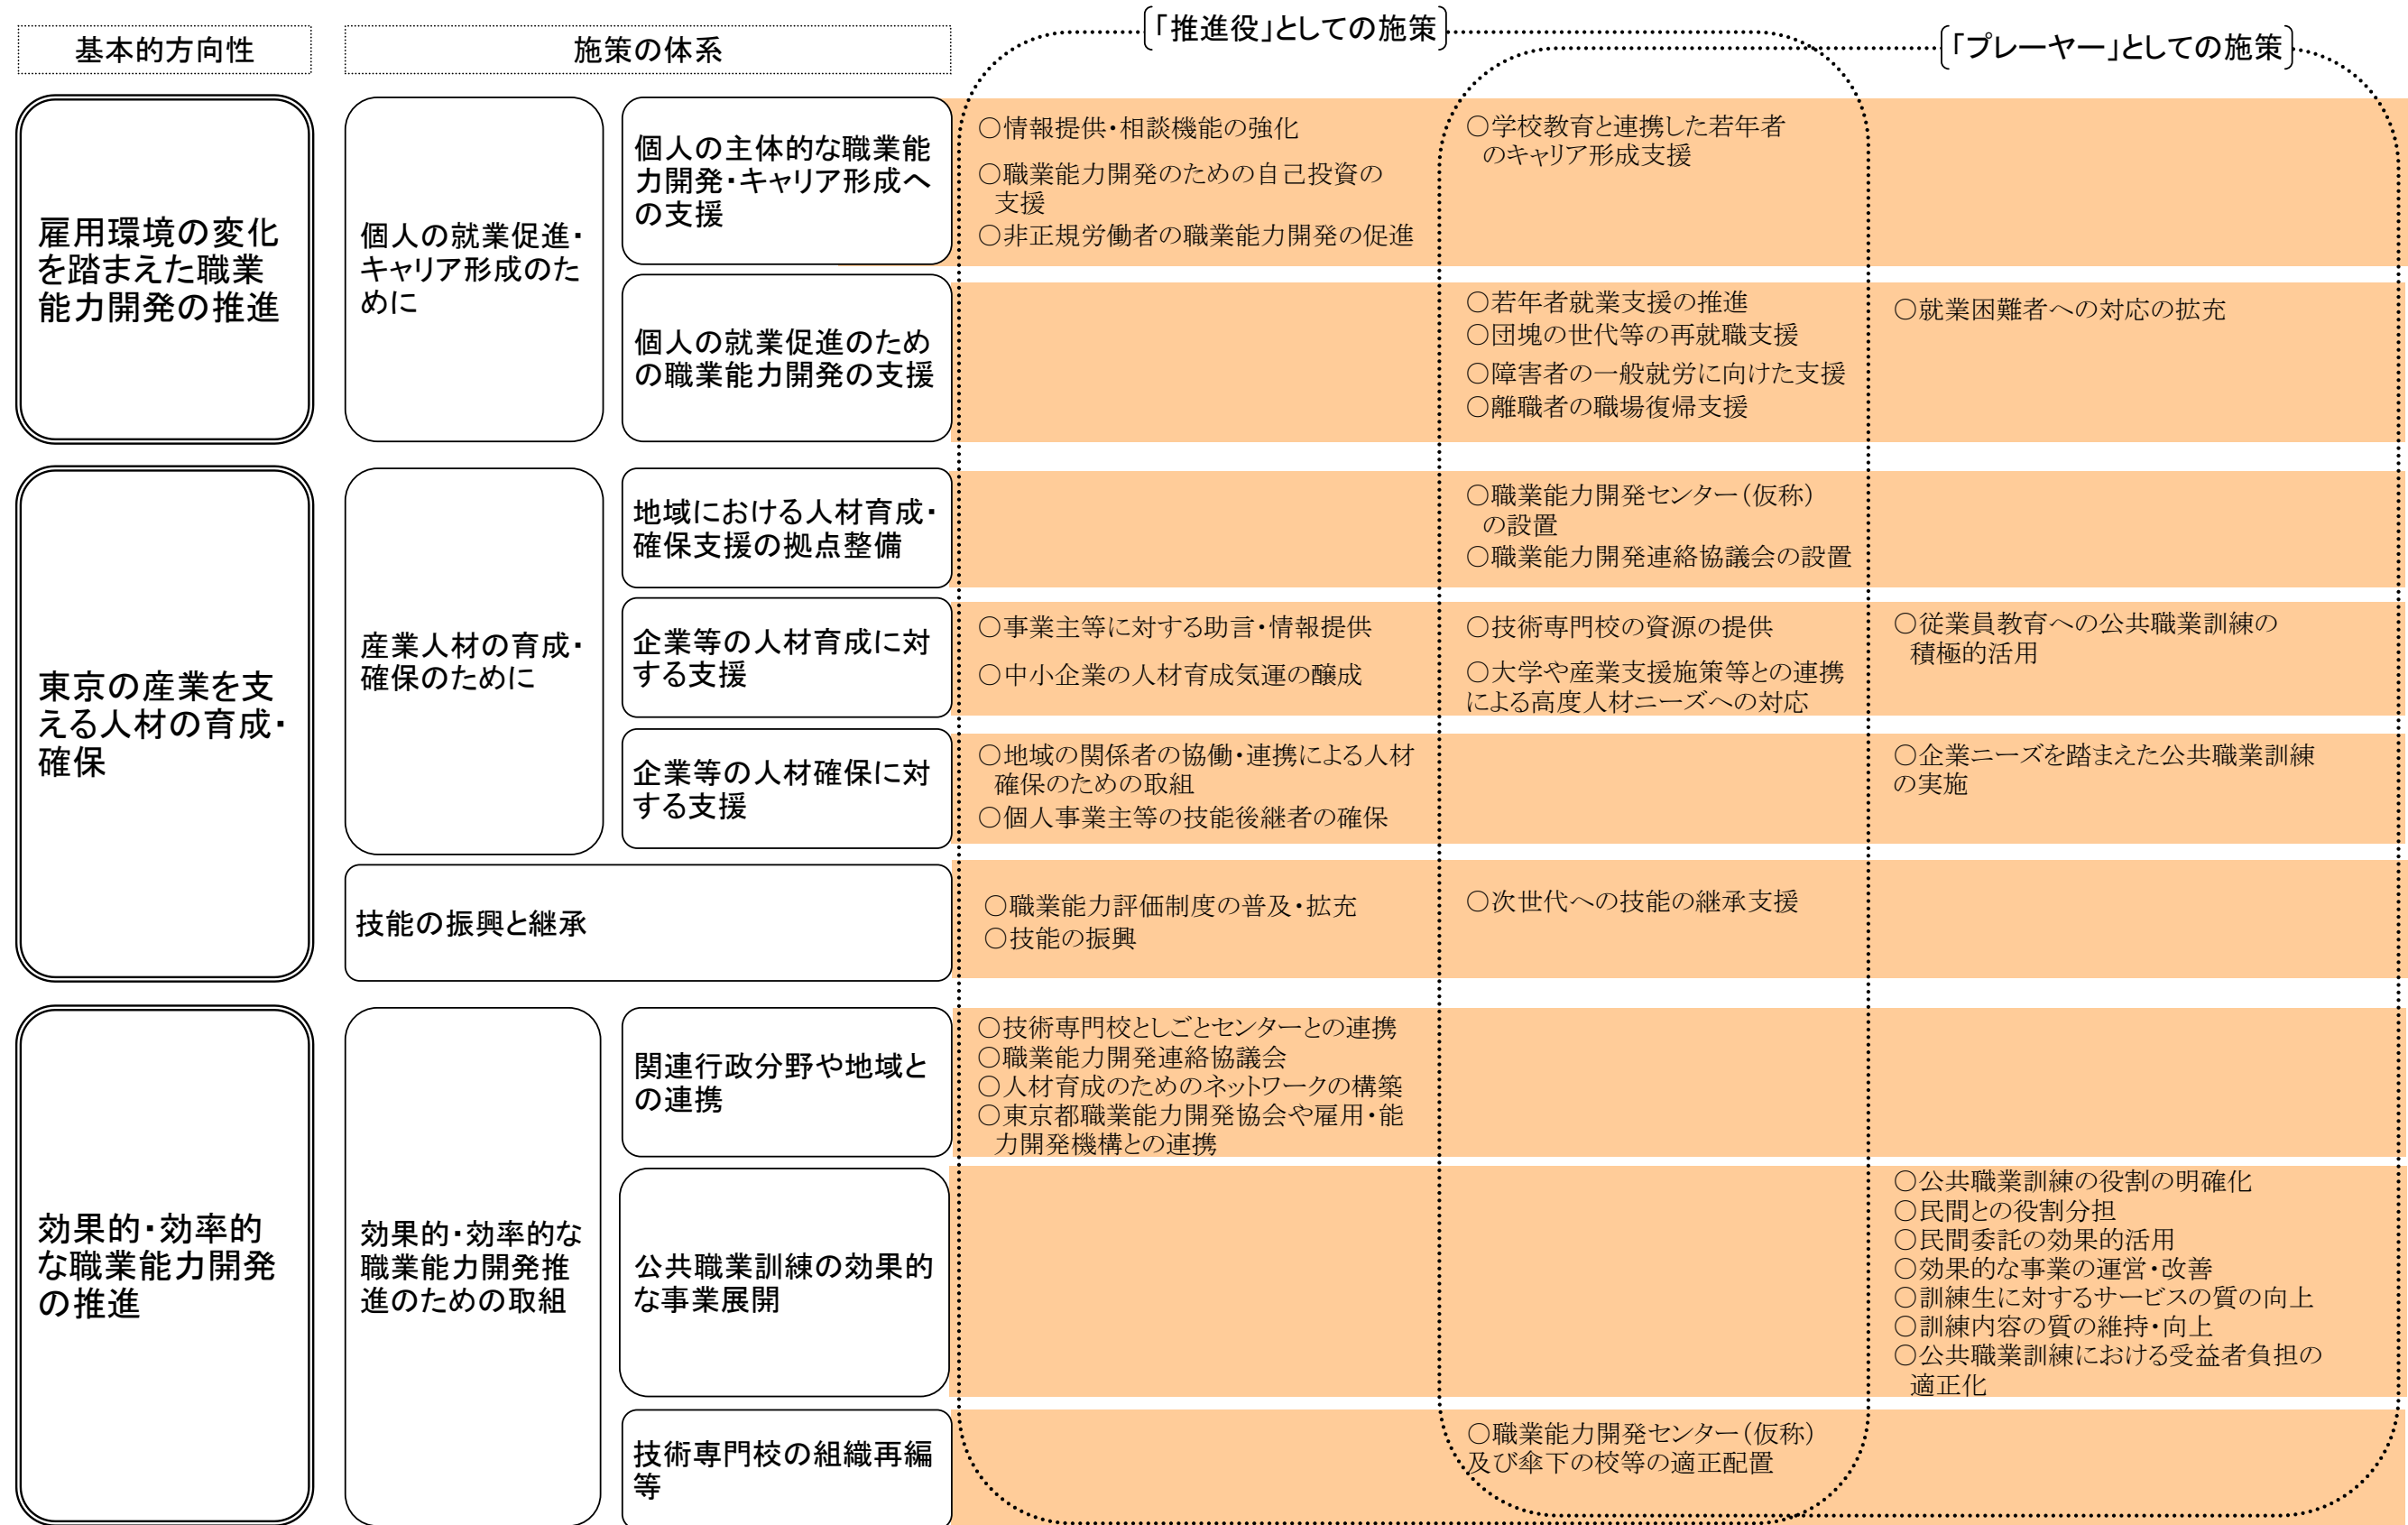 「推進役」としての施策
「プレーヤー」としての施策
基本的方向性
施策の体系
雇用環境の変化
を踏まえた職業
能力開発の推進
個人の就業促進・
キャリア形成のた
めに
個人の主体的な職業能
力開発・キャリア形成へ
の支援
○情報提供・相談機能の強化
○職業能力開発のための自己投資の
支援
○非正規労働者の職業能力開発の促進
○学校教育と連携した若年者
のキャリア形成支援
個人の就業促進のため
の職業能力開発の支援
○若年者就業支援の推進
○団塊の世代等の再就職支援
○障害者の一般就労に向けた支援
○離職者の職場復帰支援
○就業困難者への対応の拡充
東京の産業を支
える人材の育成・
確保
産業人材の育成・
確保のために
地域における人材育成・
確保支援の拠点整備
○職業能力開発センター（仮称）
の設置
○職業能力開発連絡協議会の設置
企業等の人材育成に対
する支援
○事業主等に対する助言・情報提供
○中小企業の人材育成気運の醸成
○技術専門校の資源の提供
○大学や産業支援施策等との連携
による高度人材ニーズへの対応
○従業員教育への公共職業訓練の
積極的活用
企業等の人材確保に対
する支援
○地域の関係者の協働・連携による人材
確保のための取組
○個人事業主等の技能後継者の確保
○企業ニーズを踏まえた公共職業訓練
の実施
技能の振興と継承
○職業能力評価制度の普及・拡充
○技能の振興
○次世代への技能の継承支援
効果的・効率的
な職業能力開発
の推進
効果的・効率的な
職業能力開発推
進のための取組
関連行政分野や地域と
の連携
○技術専門校としごとセンターとの連携
○職業能力開発連絡協議会
○人材育成のためのネットワークの構築
○東京都職業能力開発協会や雇用・能
力開発機構との連携
公共職業訓練の効果的
な事業展開
○公共職業訓練の役割の明確化
○民間との役割分担
○民間委託の効果的活用
○効果的な事業の運営・改善
○訓練生に対するサービスの質の向上
○訓練内容の質の維持・向上
○公共職業訓練における受益者負担の
適正化
技術専門校の組織再編
等
○職業能力開発センター（仮称）
及び傘下の校等の適正配置